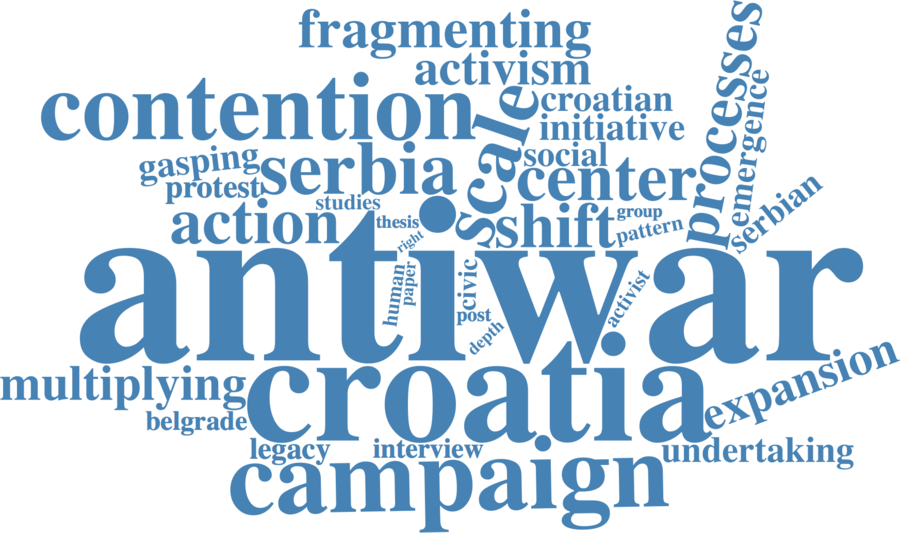 fragmenting
processes
activism
emergence
contention
scale
croatian
initiative
gasping
serbia
social
protest
center
serbian
studies
action
thesis
shift
group
pattern
right
antiwar
human
paper
civic
post
depth
activist
multiplying
croatia
expansion
belgrade
legacy
interview
undertaking
campaign